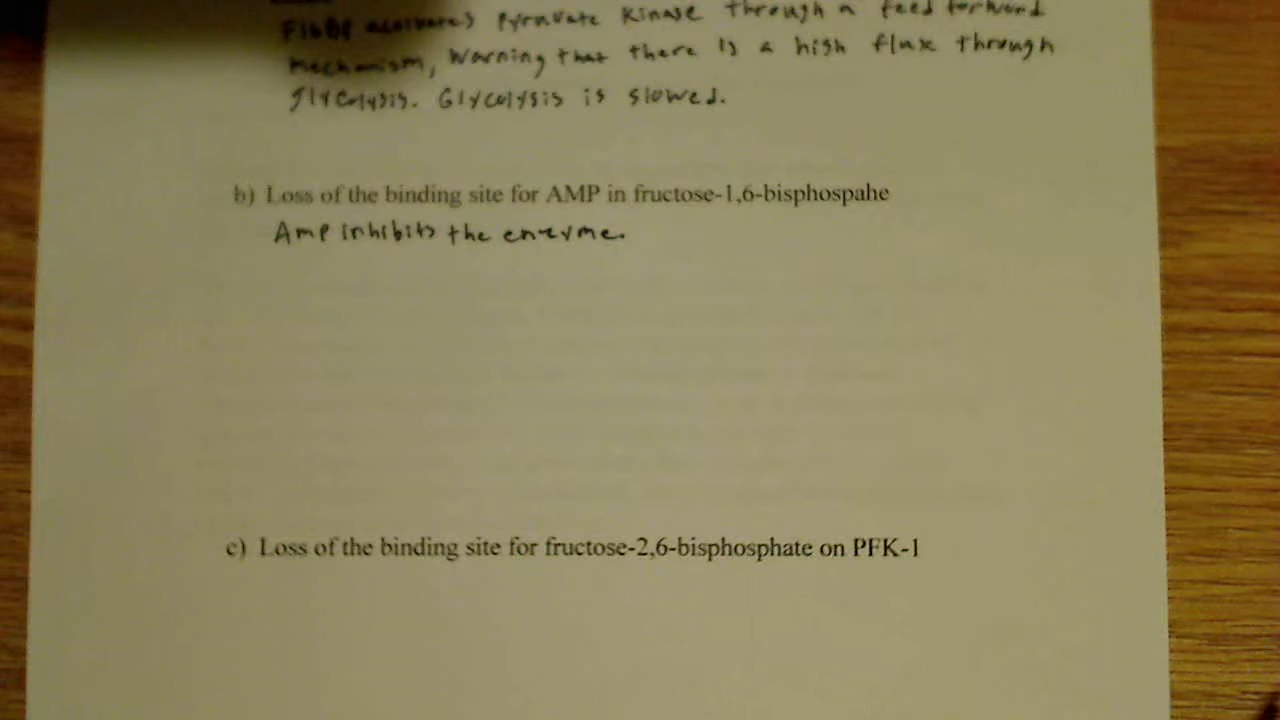 F16BP activates Pyruvate Kinase through a feed forward
mechanism, warning that there is a high flux through
glycolysis. Glycolysis is slowed.
b) Loss of the binding site for AMP in fructose-1,6-bisphospahe
Amp inhibits the enzyme.
c) Loss of the binding site for fructose-2,6-bisphosphate on PFK-1